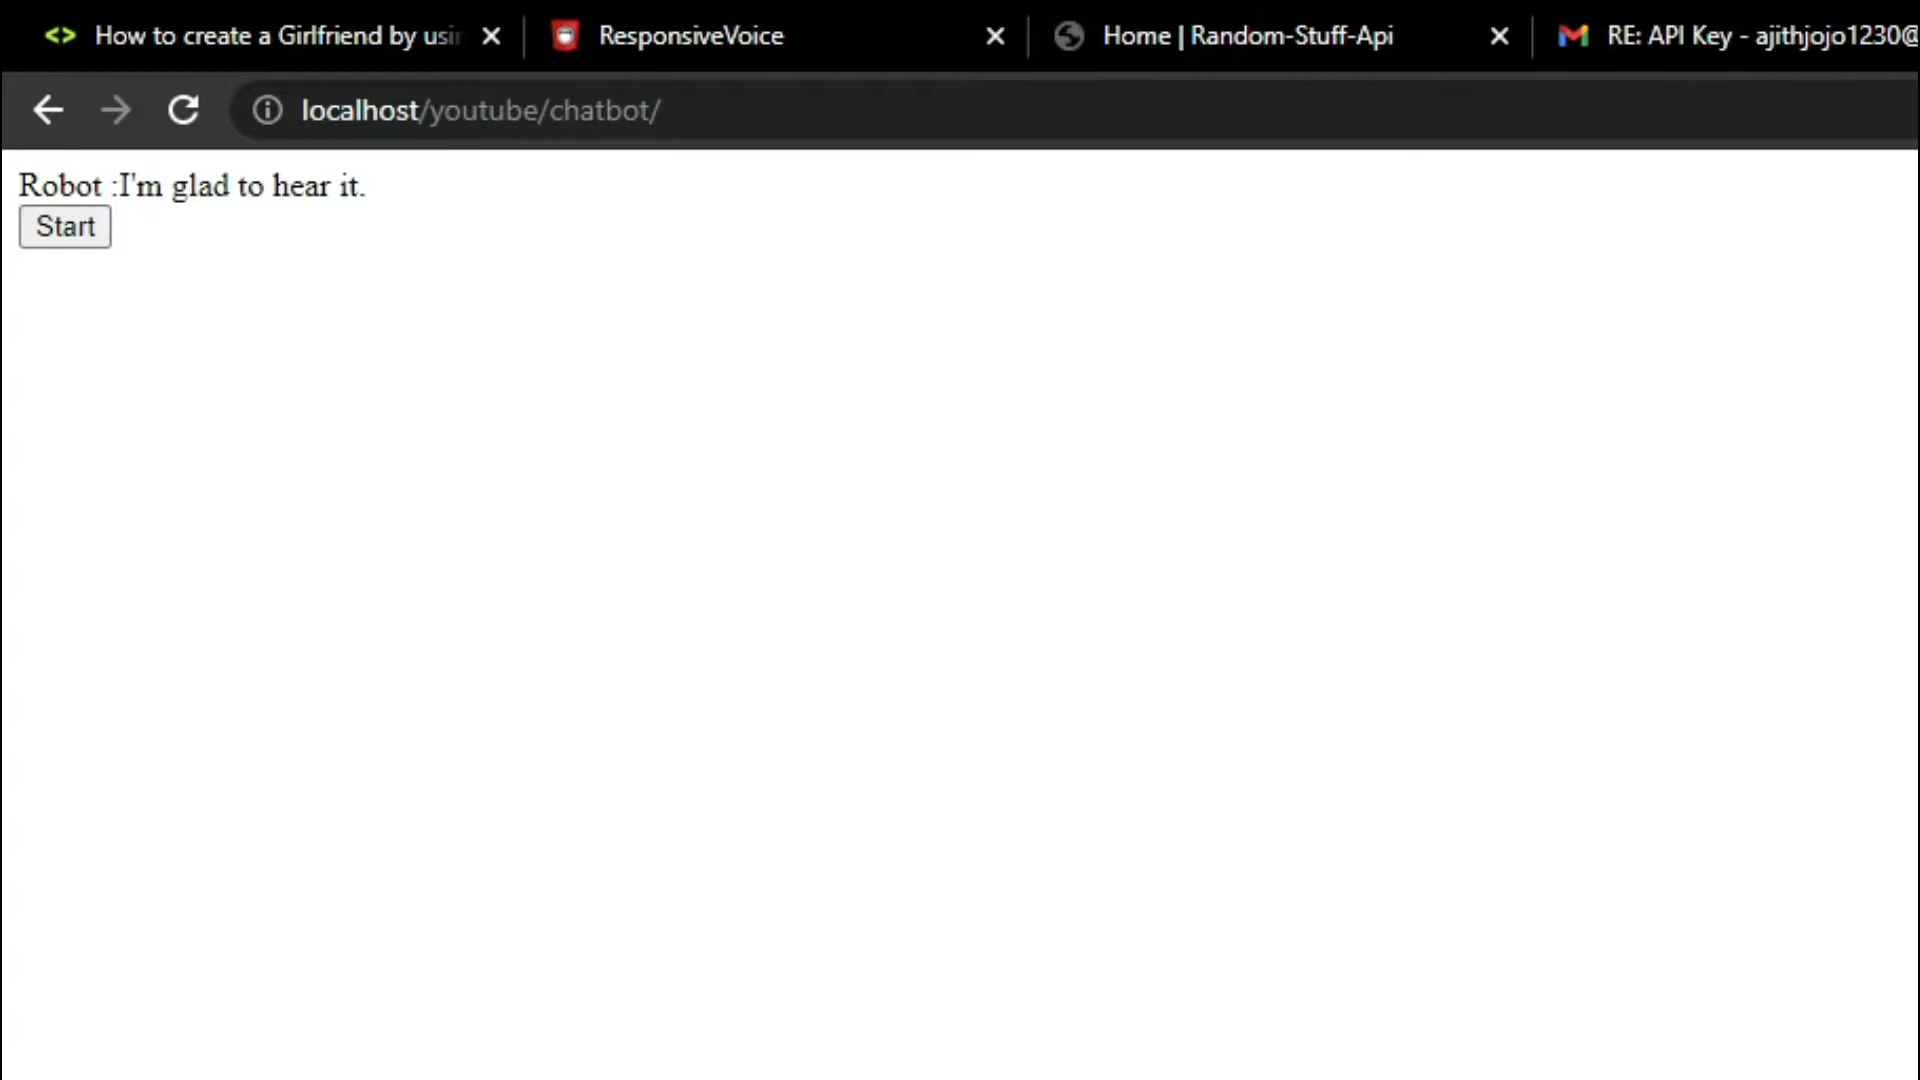 How to create a Girlfriend by usin
ResponsiveVoice
Home | Random-Stuff-Api
RE: API Key - ajithjojo1230@
localhost/youtube/chatbot/
Robot :I'm glad to hear it.
Start